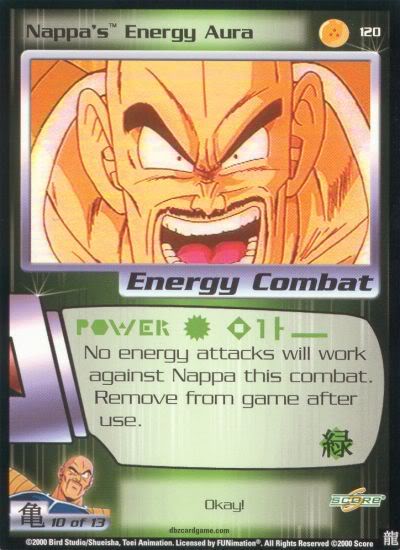 Nappa's™ Energy Aura
120
Energy Combat
POWER
No energy attacks will work
against Nappa this combat.
Remove from game after
use.
緑
Okay!
SCORE
亀 10 of 13
dbzcardgame.com
©2000 Bird Studio/Shueisha, Toei Animation. Licensed by FUNimation®. All Rights Reserved ©2000 Score
龍